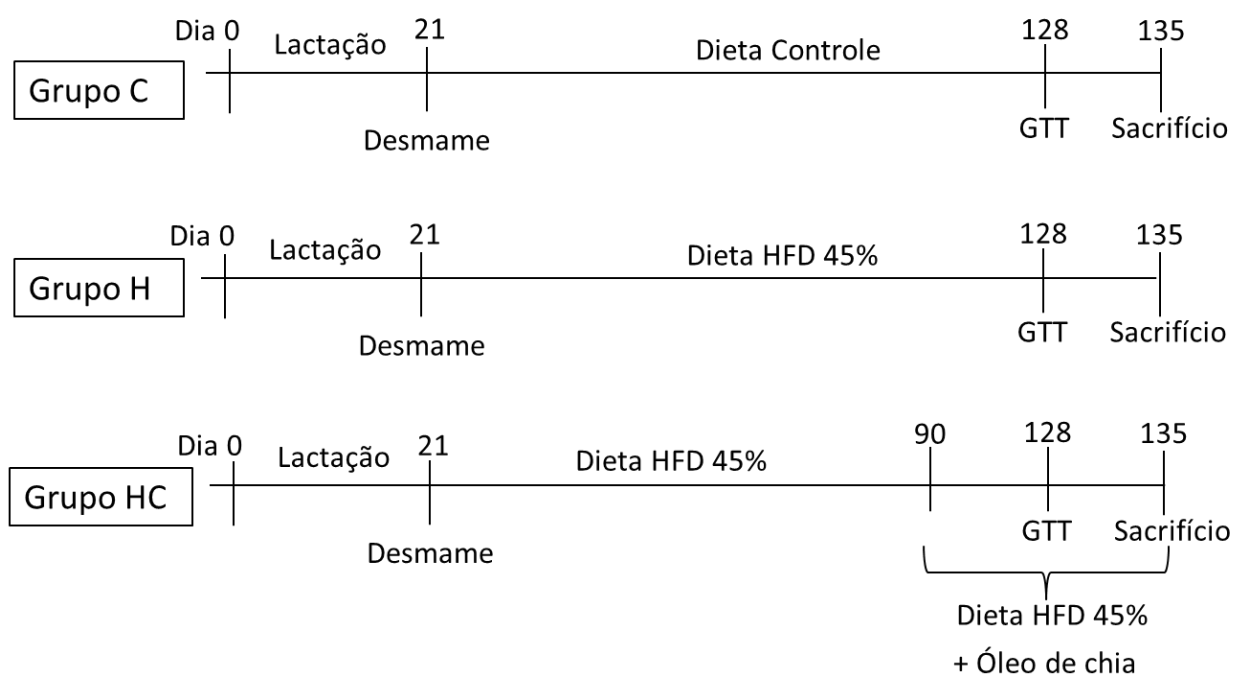 Dia 0 Lactação 21 Dieta Controle 128 135
Grupo C
Desmame GTT Sacrifício
Dia 0 Lactação 21 Dieta HFD 45% 128 135
Grupo H
Desmame GTT Sacrifício
Dia 0 Lactação 21 Dieta HFD 45% 90 128 135
Grupo HC
Desmame GTT Sacrifício
Dieta HFD 45%
+ Óleo de chia